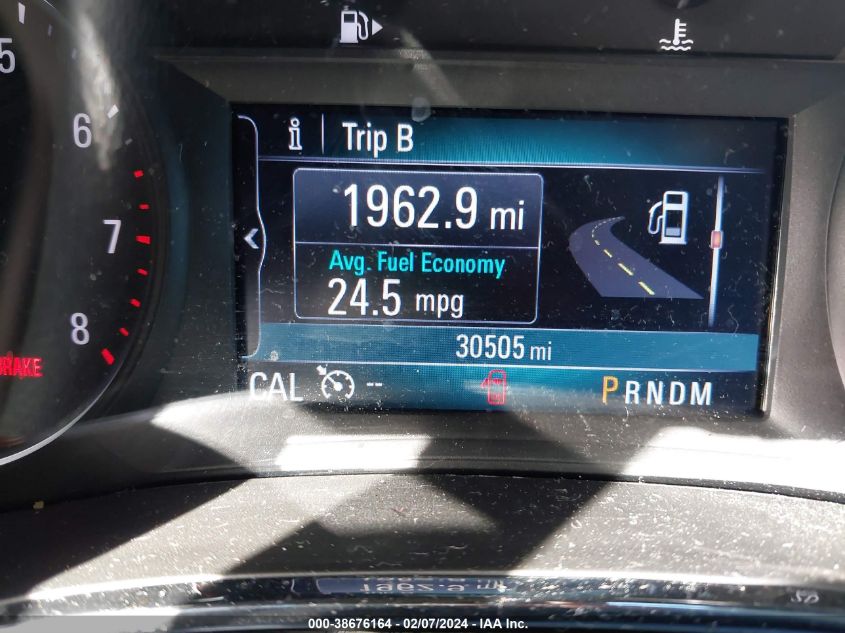 5
6
7
8
BRAKE
Trip B
1962.9 mi
Avg. Fuel Economy
24.5 mpg
30505 mi
CAL --
PRNDM
000-38676164 - 02/07/2024 - IAA Inc.